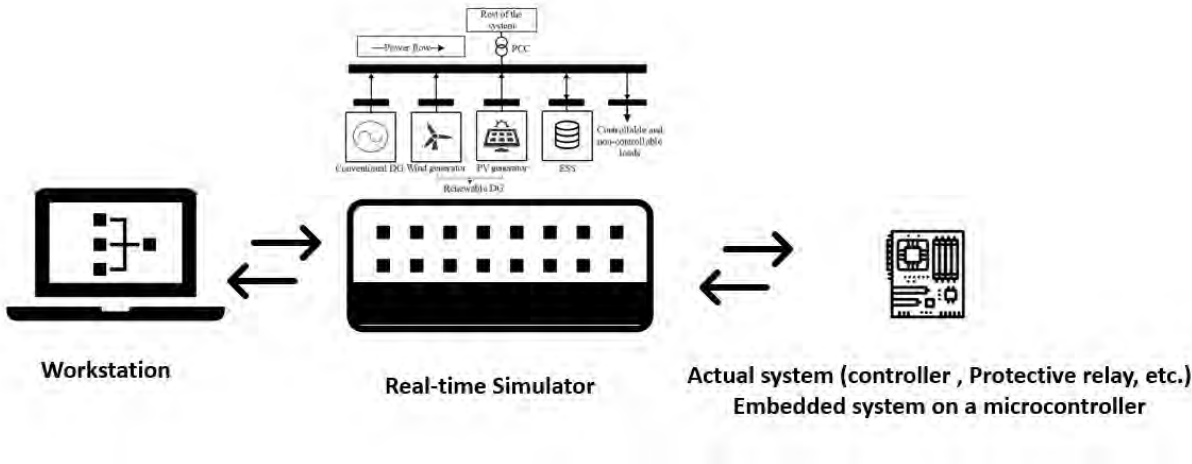 Rest of the
system
—Power flow→
PCC
Controllable and
non-controllable
loads
Conventional DG Wind generator PV generator ESS
Renewable DG
Workstation
Real-time Simulator
Actual system (controller , Protective relay, etc.)
Embedded system on a microcontroller